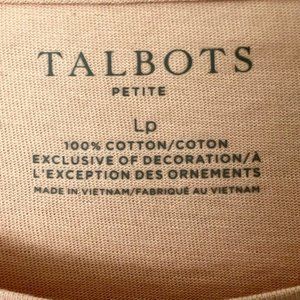 TALBOTS
PETITE
Lp
100% COTTON/COTON
EXCLUSIVE OF DECORATION/À
L'EXCEPTION DES ORNEMENTS
MADE IN VIETNAM/FABRIQUÉ AU VIETNAM